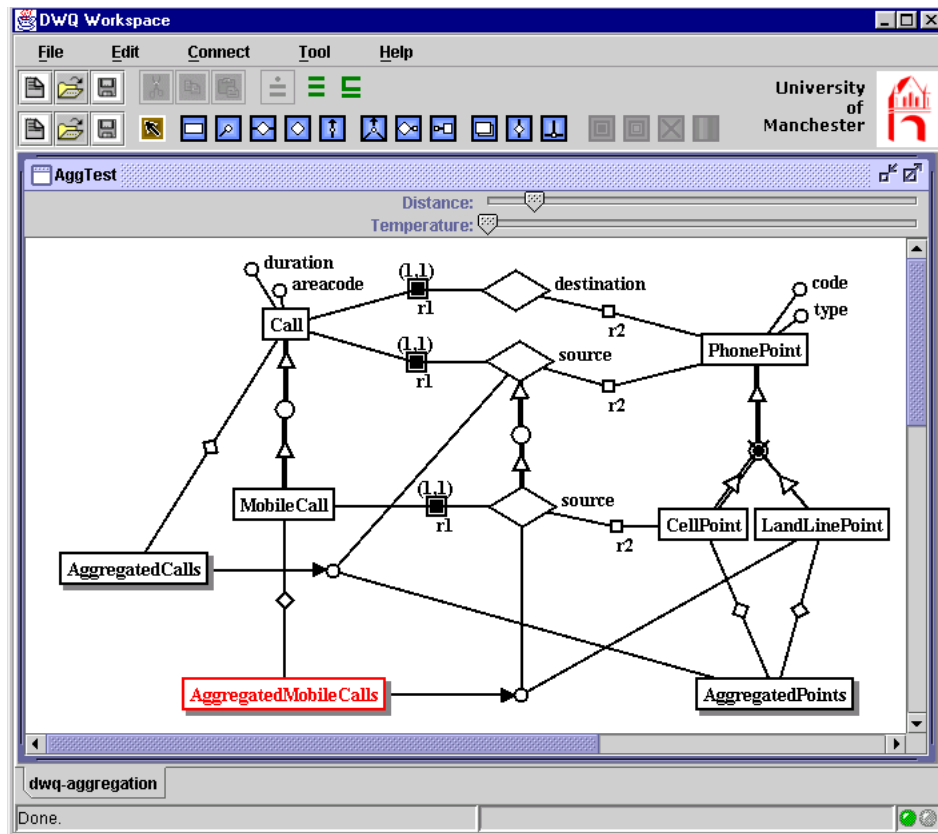 DWQ Workspace
File Edit Connect Tool Help
University
of
Manchester
AggTest
Distance:
Temperature:
duration
areacode
(1,1)
r1
destination
r2
code
type
Call
(1,1)
r1
source
r2
PhonePoint
MobileCall
(1,1)
r1
source
r2
CellPoint
LandLinePoint
AggregatedCalls
AggregatedMobileCalls
AggregatedPoints
dwq-aggregation
Done.